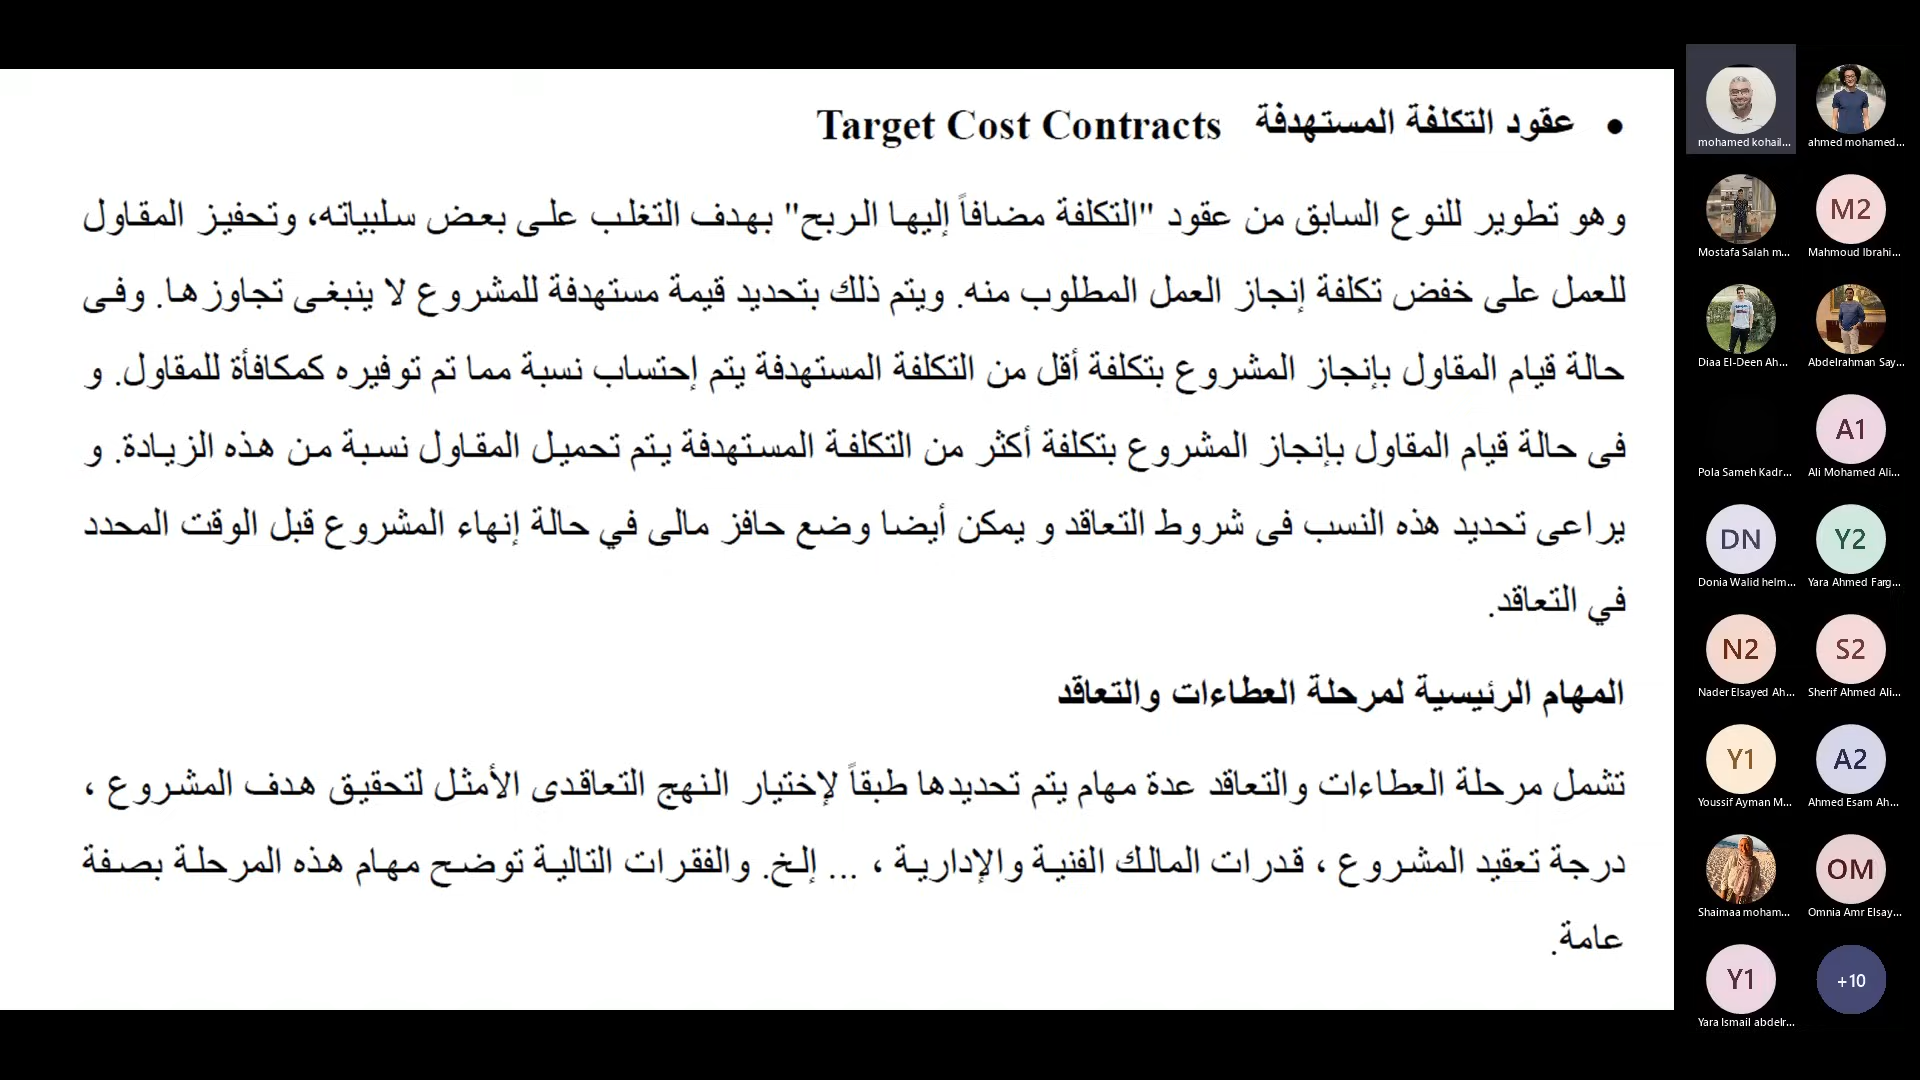 • عقود التكلفة المستهدفة Target Cost Contracts
وهو تطوير للنوع السابق من عقود "التكلفة مضافاً إليها الربح" بهدف التغلب على بعض سلبياته، وتحفيز المقاول
للعمل على خفض تكلفة إنجاز العمل المطلوب منه. ويتم ذلك بتحديد قيمة مستهدفة للمشروع لا ينبغى تجاوزها. وفى
حالة قيام المقاول بإنجاز المشروع بتكلفة أقل من التكلفة المستهدفة يتم إحتساب نسبة مما تم توفيره كمكافأة للمقاول. و
فى حالة قيام المقاول بإنجاز المشروع بتكلفة أكثر من التكلفة المستهدفة يتم تحميل المقاول نسبة من هذه الزيادة. و
يراعى تحديد هذه النسب فى شروط التعاقد و يمكن أيضا وضع حافز مالى في حالة إنهاء المشروع قبل الوقت المحدد
في التعاقد.
المهام الرئيسية لمرحلة العطاءات والتعاقد
تشمل مرحلة العطاءات والتعاقد عدة مهام يتم تحديدها طبقاً لإختيار النهج التعاقدى الأمثل لتحقيق هدف المشروع ،
درجة تعقيد المشروع ، قدرات المالك الفنية والإدارية ، ... إلخ. والفقرات التالية توضح مهام هذه المرحلة بصفة
عامة.
mohamed kohail...
ahmed mohamed...
Mostafa Salah m...
M2
Mahmoud Ibrahi...
Diaa El-Deen Ah...
Abdelrahman Say...
Pola Sameh Kadr...
A1
Ali Mohamed Ali...
DN
Donia Walid helm...
Y2
Yara Ahmed Farg...
N2
Nader Elsayed Ah...
S2
Sherif Ahmed Ali...
Y1
Youssif Ayman M...
A2
Ahmed Esam Ah...
Shaimaa moham...
OM
Omnia Amr Elsay...
Y1
Yara Ismail abdelr...
+10